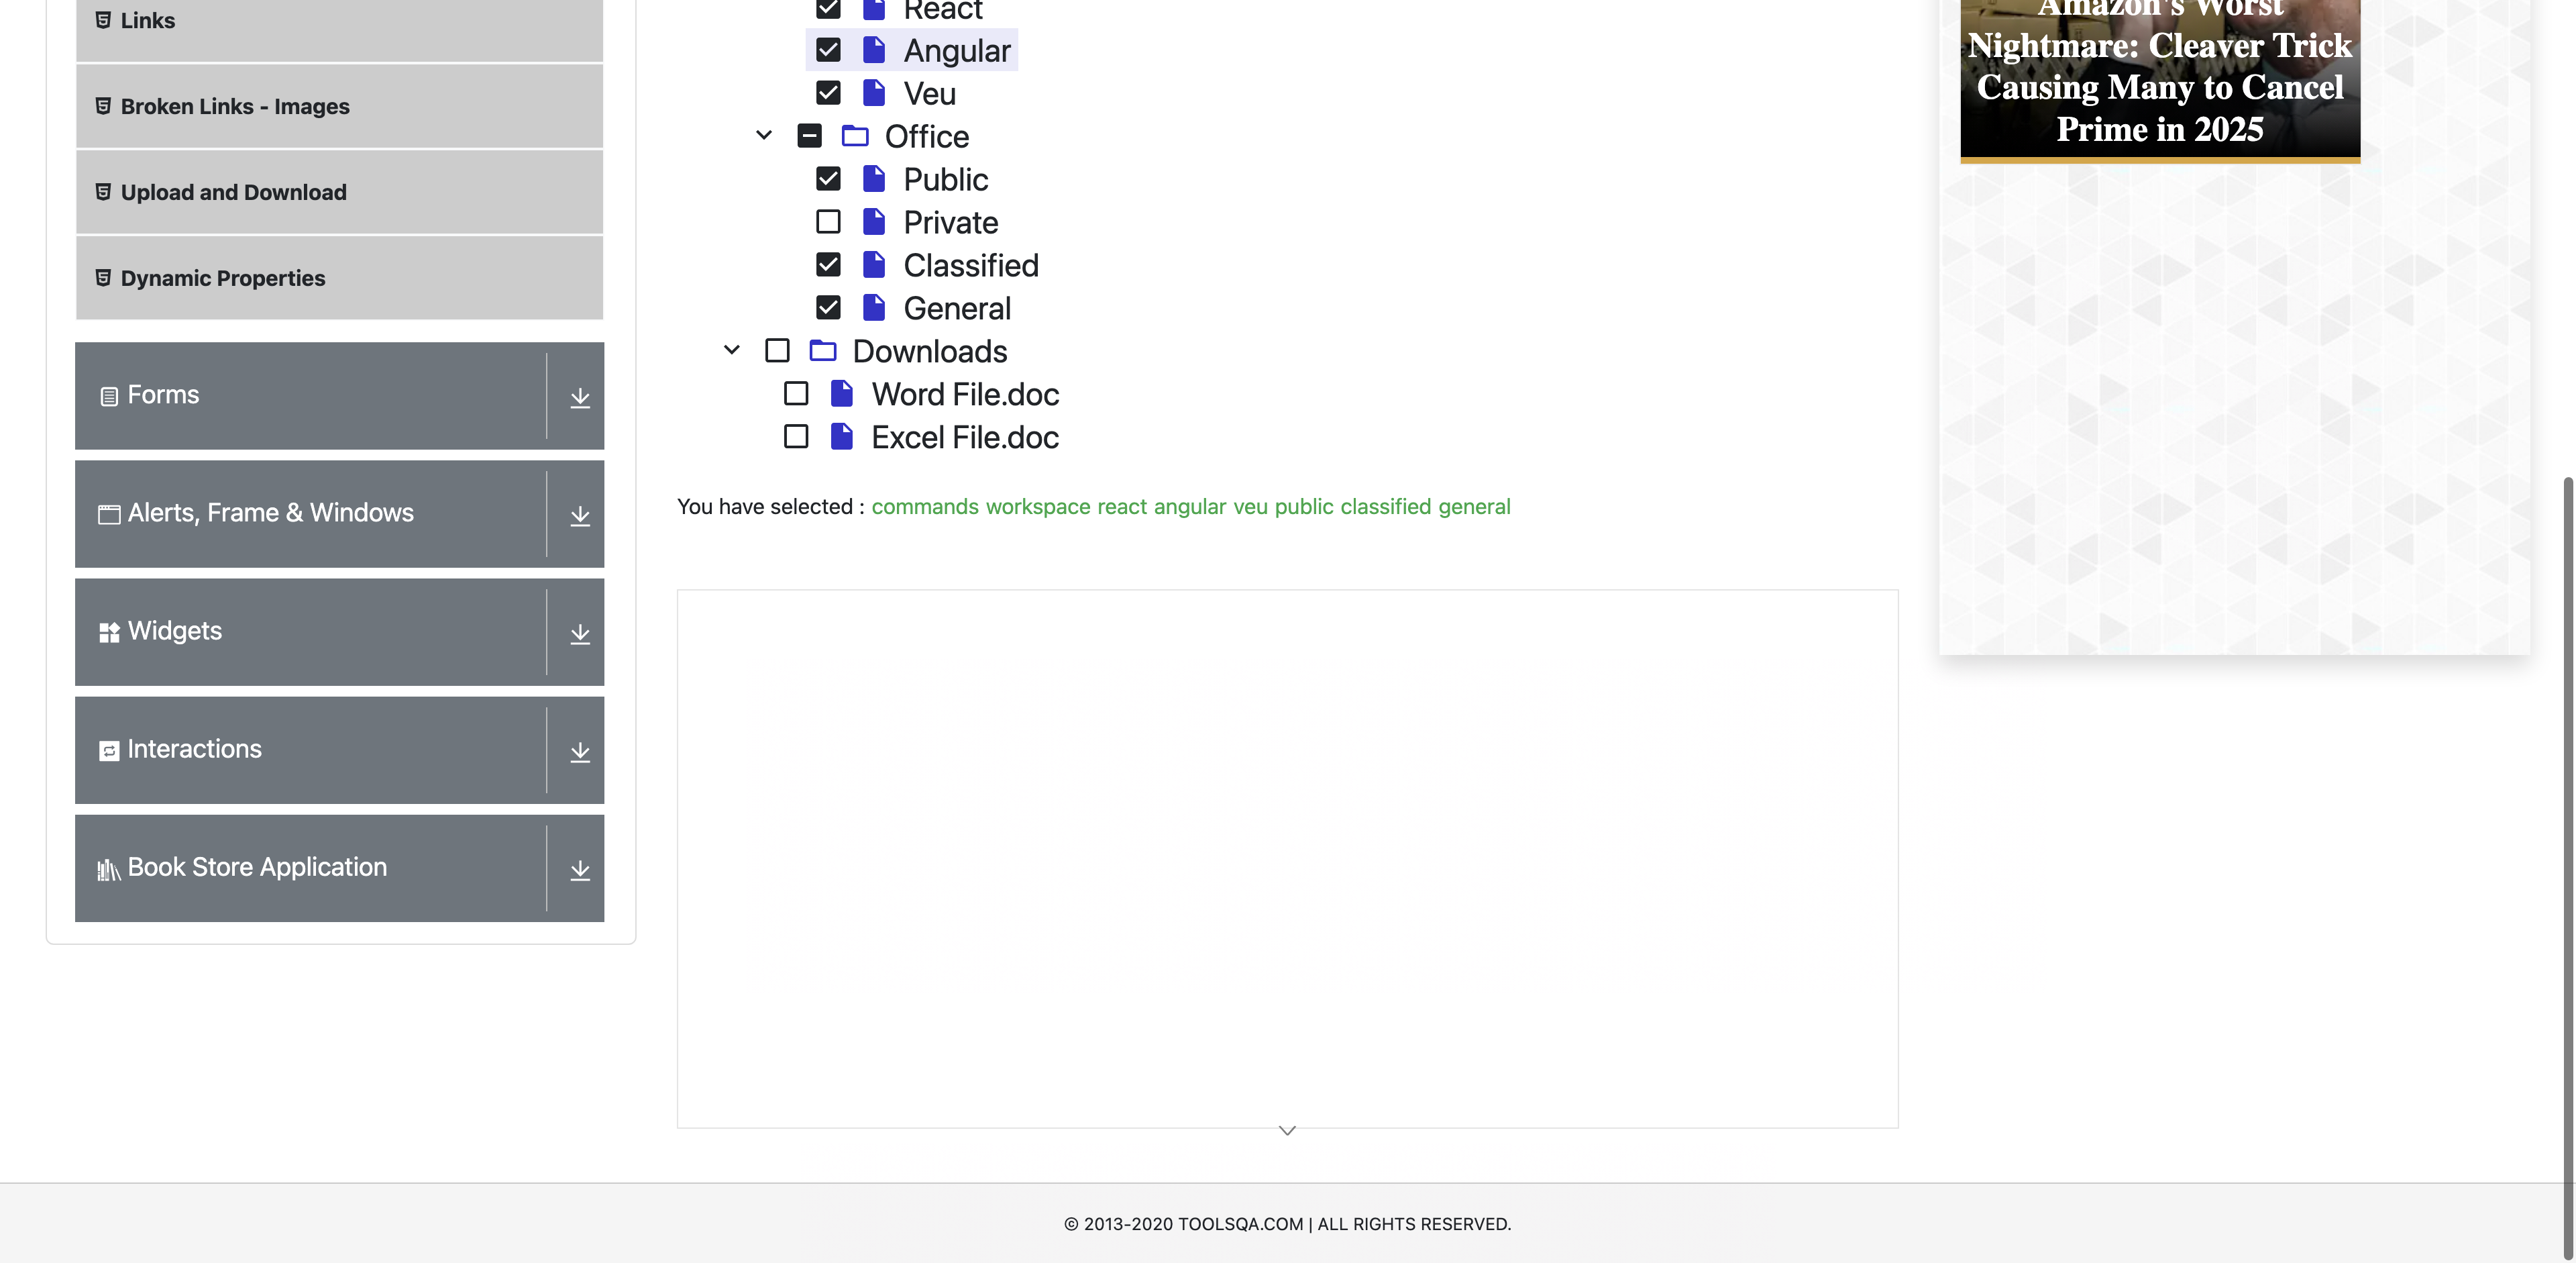 Links
Broken Links - Images
Upload and Download
Dynamic Properties
Forms
Alerts, Frame & Windows
Widgets
Interactions
Book Store Application
React
Angular
Veu
Office
Public
Private
Classified
General
Downloads
Word File.doc
Excel File.doc
You have selected : commands workspace react angular veu public classified general
Amazon's Worst
Nightmare: Cleaver Trick
Causing Many to Cancel
Prime in 2025
© 2013-2020 TOOLSQA.COM | ALL RIGHTS RESERVED.